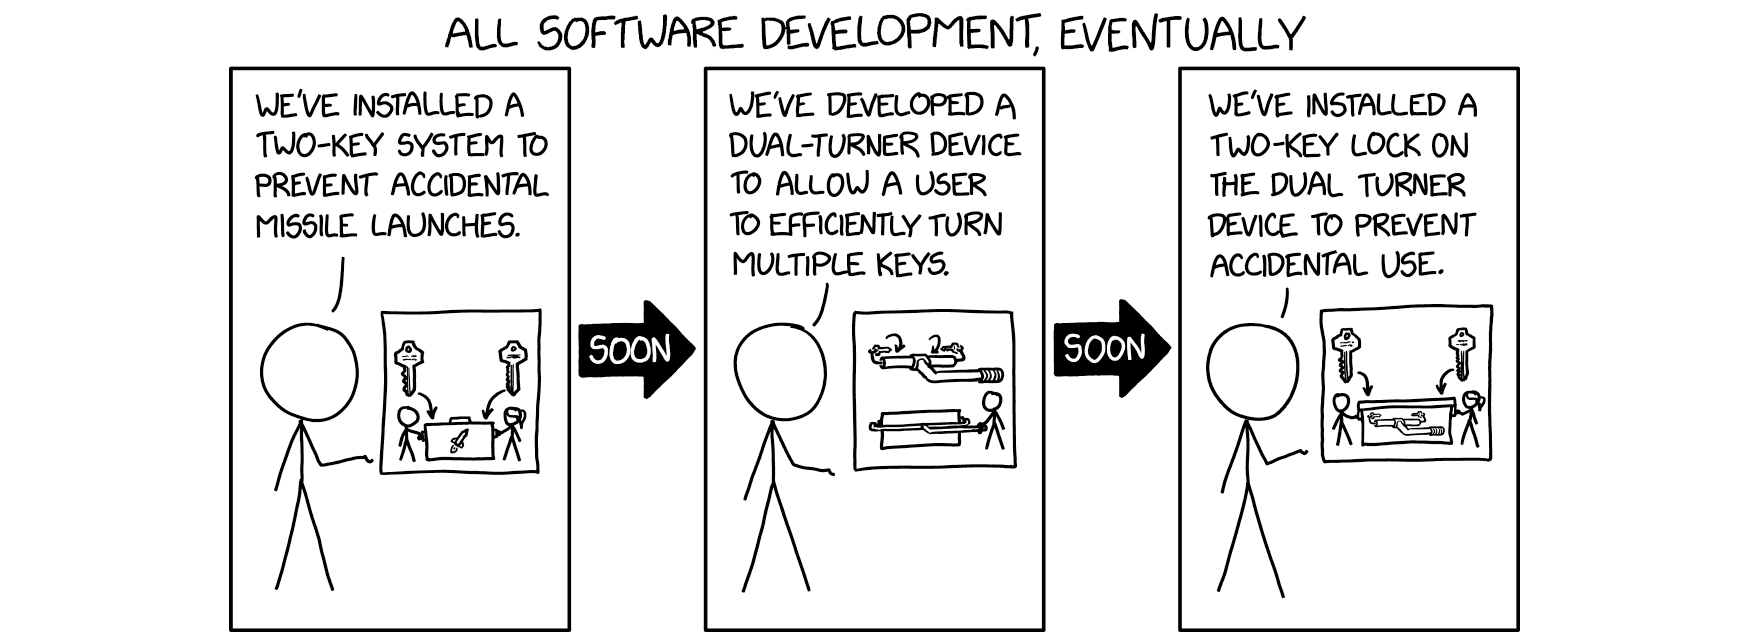 ALL SOFTWARE DEVELOPMENT, EVENTUALLY
WE'VE INSTALLED A
TWO-KEY SYSTEM TO
PREVENT ACCIDENTAL
MISSILE LAUNCHES.
SOON
WE'VE DEVELOPED A
DUAL-TURNER DEVICE
TO ALLOW A USER
TO EFFICIENTLY TURN
MULTIPLE KEYS.
SOON
WE'VE INSTALLED A
TWO-KEY LOCK ON
THE DUAL TURNER
DEVICE TO PREVENT
ACCIDENTAL USE.